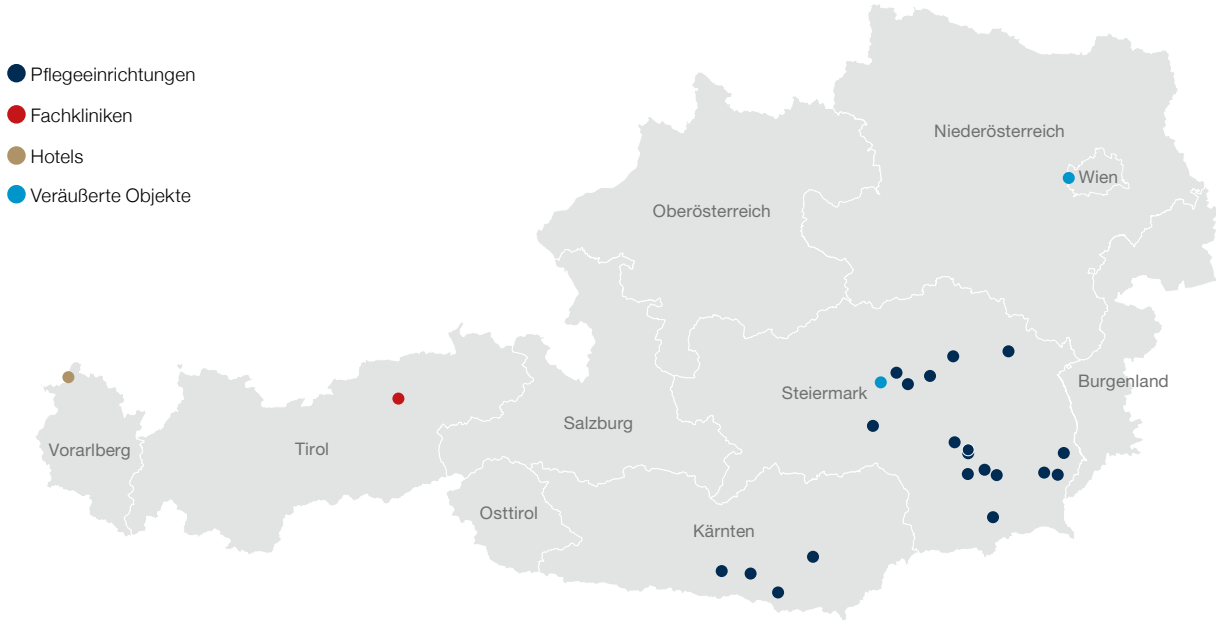 Pflegeeinrichtungen
Fachkliniken
Hotels
Veräußerte Objekte
Niederösterreich
Wien
Oberösterreich
Steiermark
Burgenland
Salzburg
Vorarlberg
Tirol
Osttirol
Kärnten